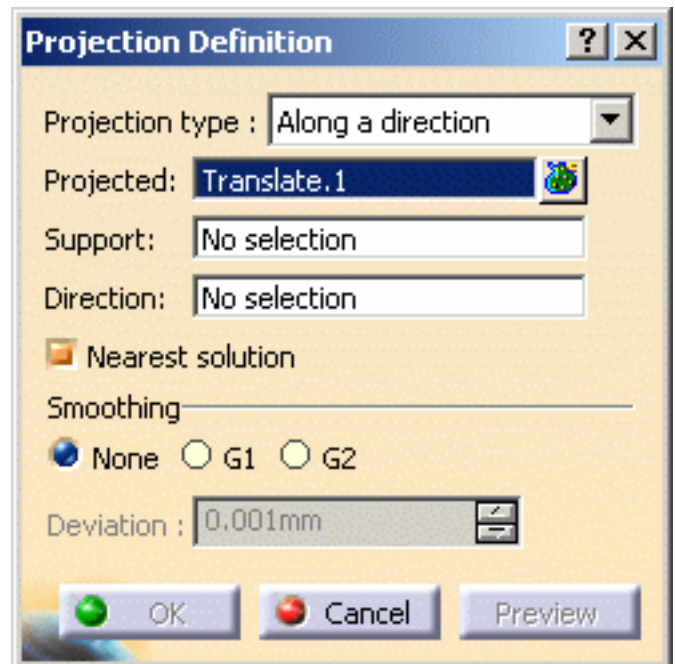 Projection Definition
Projection type : Along a direction
Projected: Translate.1
Support: No selection
Direction: No selection
Nearest solution
Smoothing
None G1 G2
Deviation : 0.001mm
OK Cancel Preview